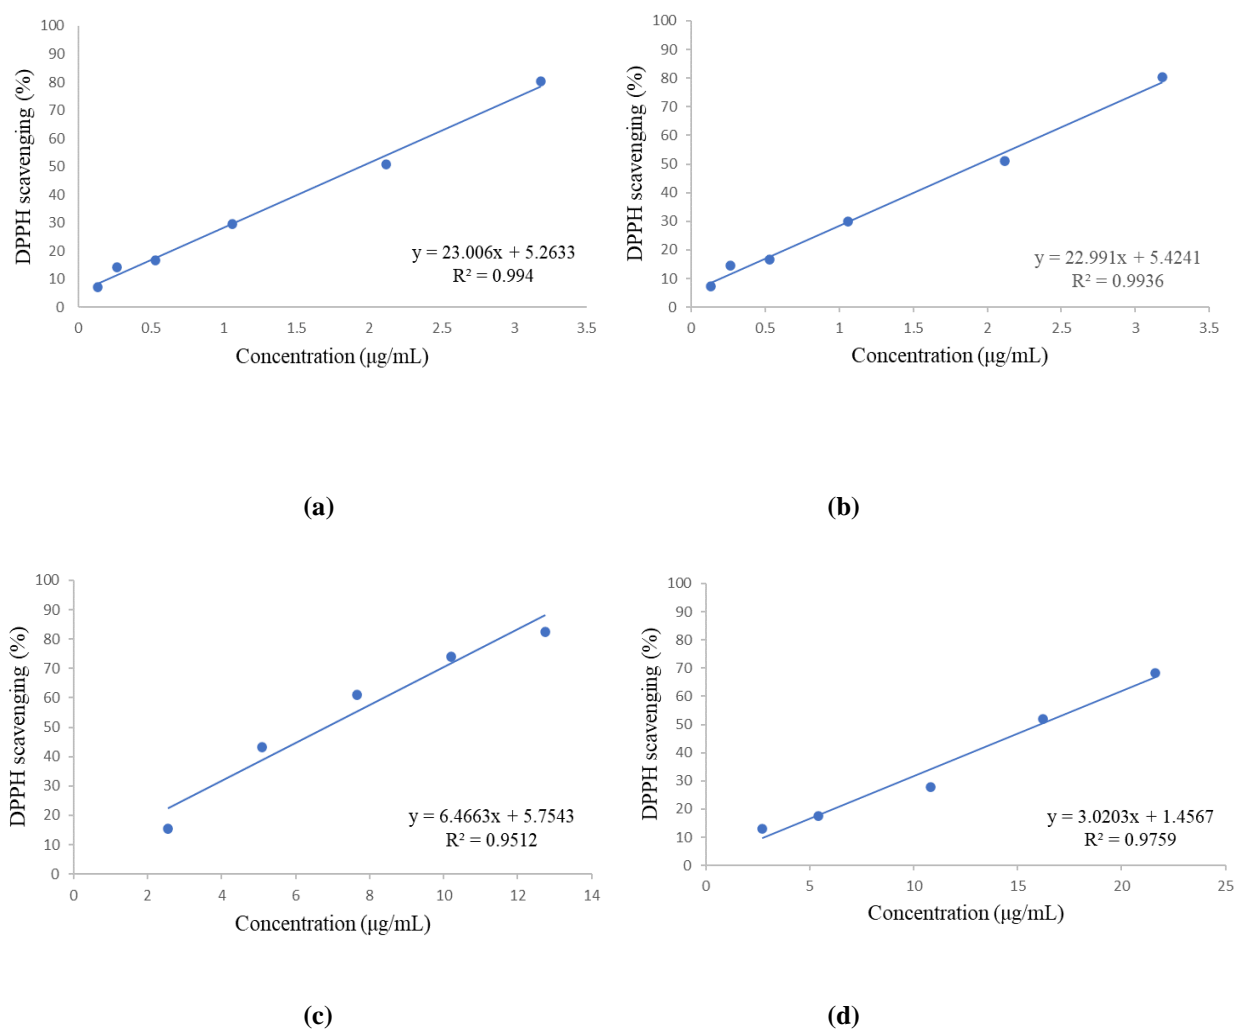 100
90
80
70
60
50
40
30
20
10
0
DPPH scavenging (%)
y = 23.006x + 5.2633
R² = 0.994
0 0.5 1 1.5 2 2.5 3 3.5
Concentration (μg/mL)
(a)
100
90
80
70
60
50
40
30
20
10
0
DPPH scavenging (%)
y = 22.991x + 5.4241
R² = 0.9936
0 0.5 1 1.5 2 2.5 3 3.5
Concentration (μg/mL)
(b)
100
90
80
70
60
50
40
30
20
10
0
DPPH scavenging (%)
y = 6.4663x + 5.7543
R² = 0.9512
0 2 4 6 8 10 12 14
Concentration (μg/mL)
(c)
100
90
80
70
60
50
40
30
20
10
0
DPPH scavenging (%)
y = 3.0203x + 1.4567
R² = 0.9759
0 5 10 15 20 25
Concentration (μg/mL)
(d)